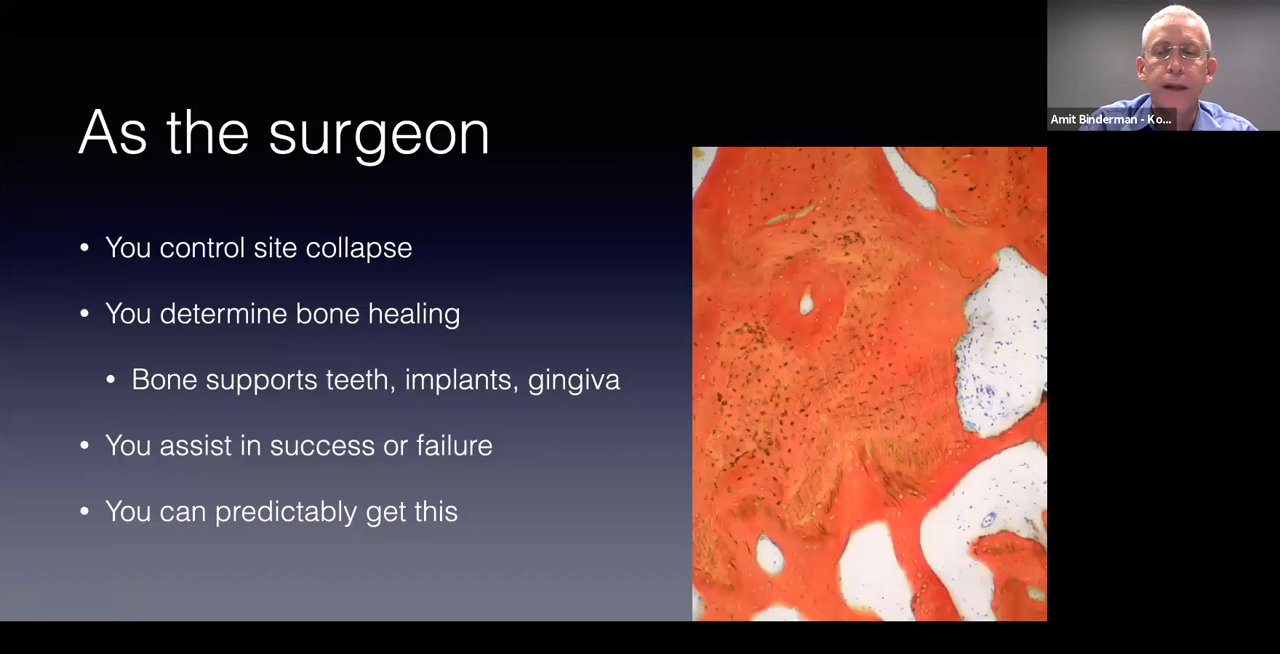 As the surgeon
• You control site collapse
• You determine bone healing
• Bone supports teeth, implants, gingiva
• You assist in success or failure
• You can predictably get this
Amit Binderman - Ko...